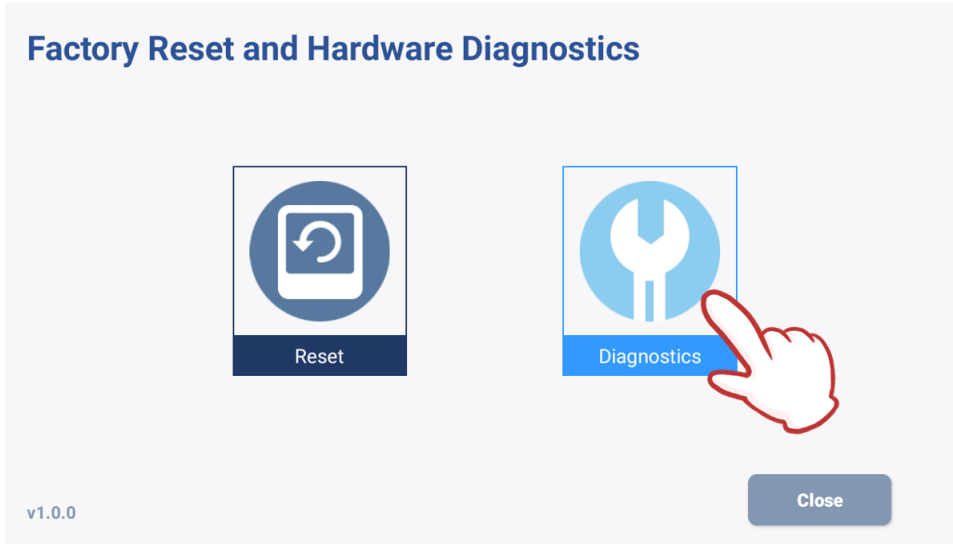 Factory Reset and Hardware Diagnostics
Reset
Diagnostics
v1.0.0
Close